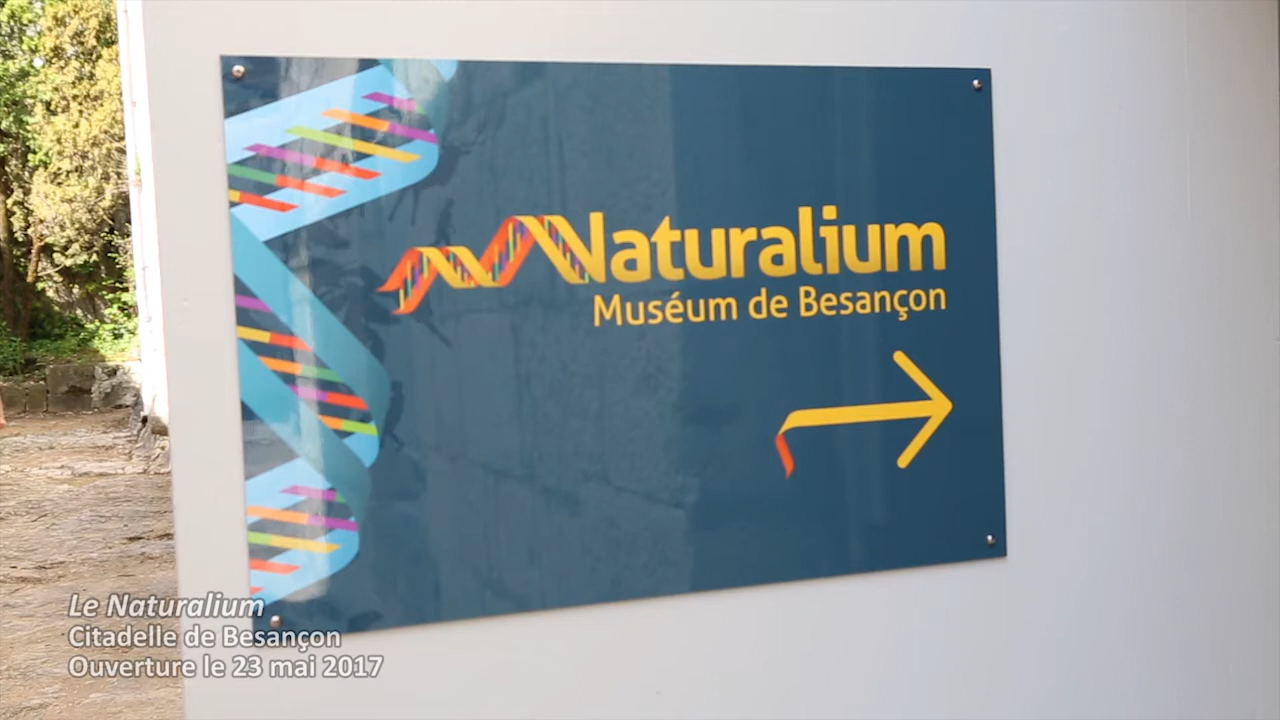 Naturalium
Muséum de Besançon
Le Naturalium
Citadelle de Besançon
Ouverture le 23 mai 2017